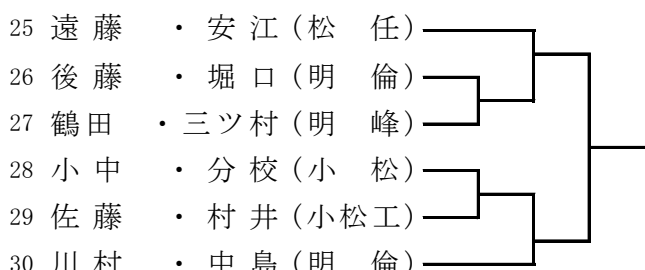 25 遠 藤 ・ 安 江 (松 任)
26 後 藤 ・ 堀 口 (明 倫)
27 鶴田 ・三ツ村 (明 峰)
28 小 中 ・ 分 校 (小 松)
29 佐 藤 ・ 村 井 (小松工)
30 川 村 ・ 中 島 (明 倫)